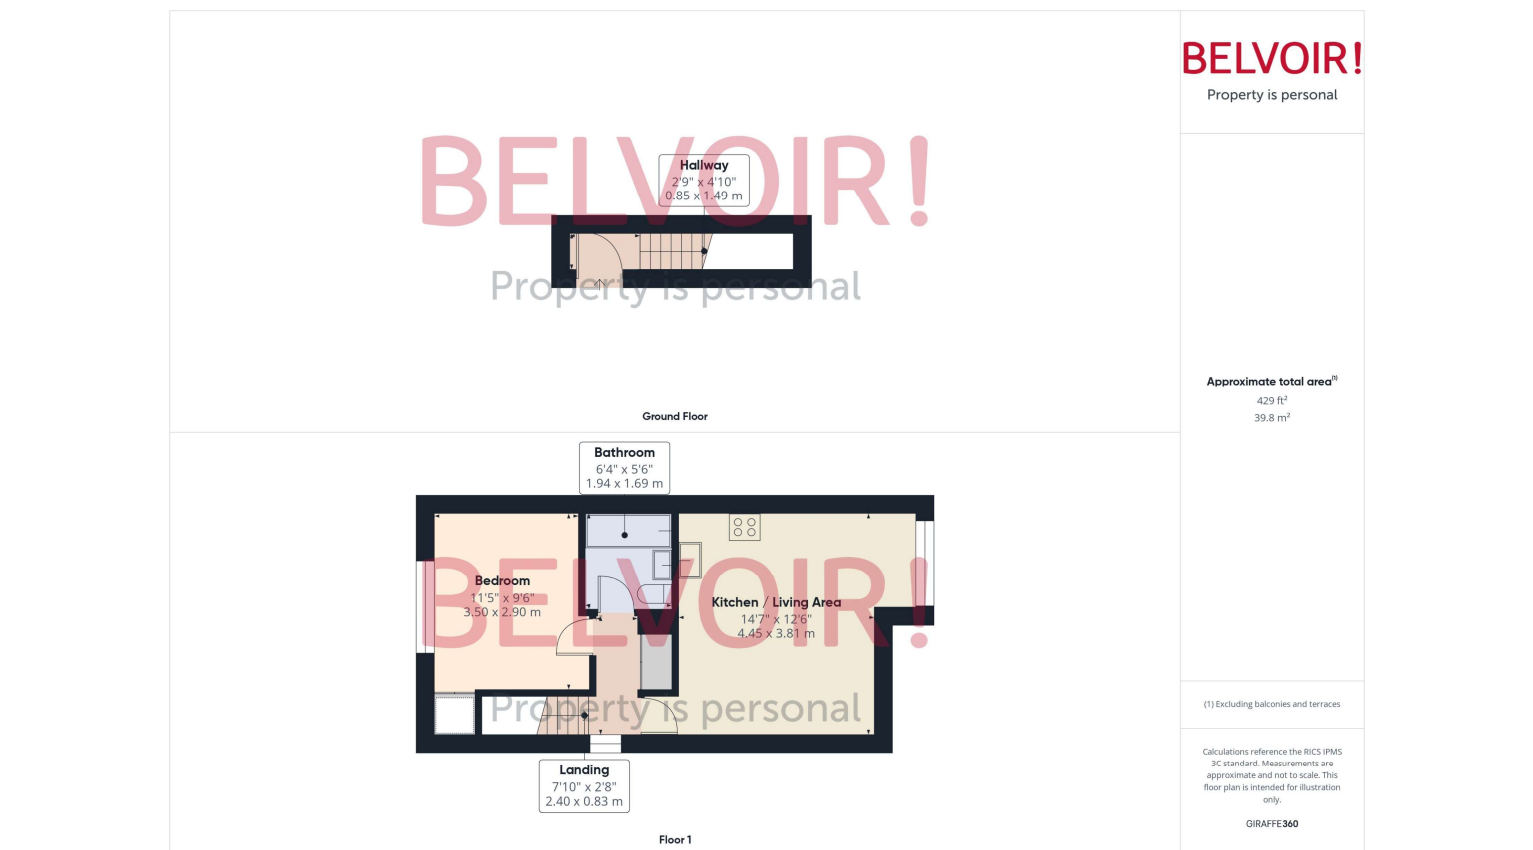 BELVOIR!
Property is personal
Hallway
2'9" x 4'10"
0.85 x 1.49 m
BELVOIR!
Property is personal
Ground Floor
Approximate total area(1)
429 ft²
39.8 m²
Bathroom
6'4" x 5'6"
1.94 x 1.69 m
Bedroom
11'5" x 9'6"
3.50 x 2.90 m
Kitchen / Living Area
14'7" x 12'6"
4.45 x 3.81 m
BELVOIR!
Property is personal
Landing
7'10" x 2'8"
2.40 x 0.83 m
Floor 1
(1) Excluding balconies and terraces
Calculations reference the RICS IPMS
3C standard. Measurements are
approximate and not to scale. This
floor plan is intended for illustration
only.
GIRAFFE360